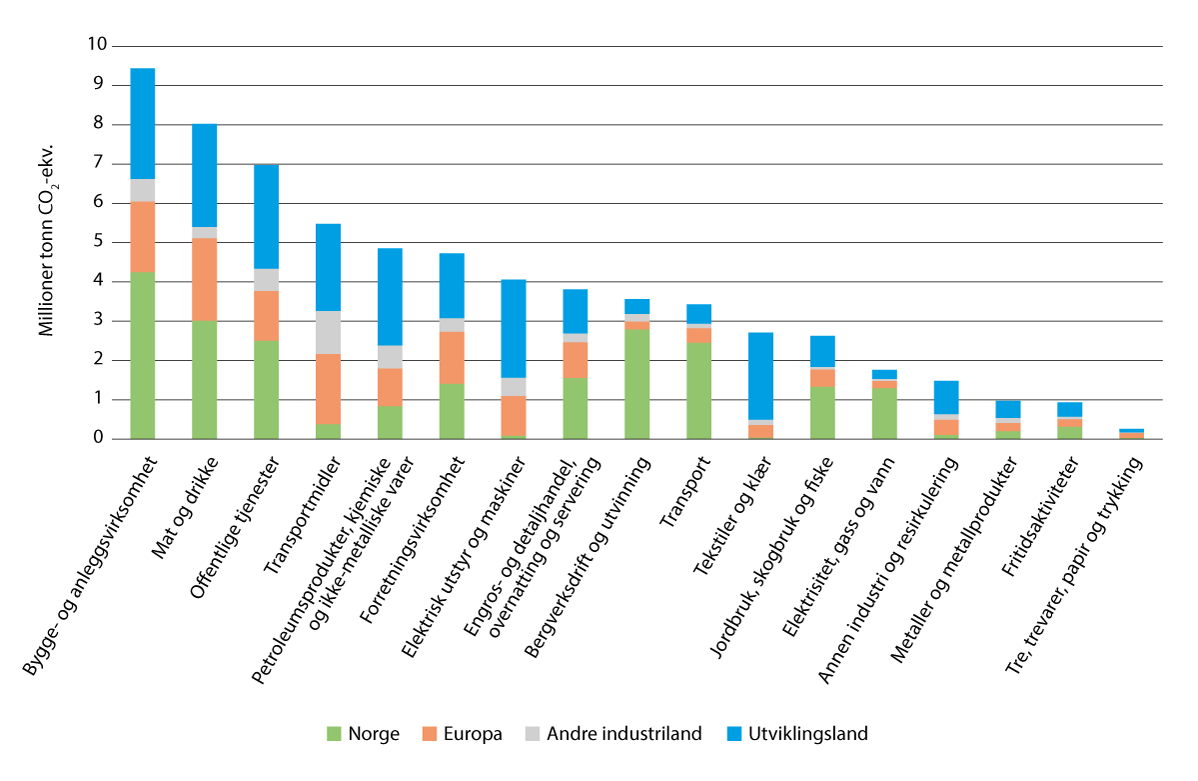 10
9
8
7
6
5
4
3
2
1
0
Millioner tonn CO2-ekv.
Bygge- og anleggsvirksomhet
Mat og drikke
Offentlige tjenester
Transportmidler
Petroleumsprodukter, kjemiske
og ikke-metalliske varer
Forretningsvirksomhet
Elektrisk utstyr og maskiner
Engros- og detaljhandel,
overnatting og servering
Bergverksdrift og utvinning
Transport
Tekstiler og klær
Jordbruk, skogbruk og fiske
Elektrisitet, gass og vann
Annen industri og resirkulering
Metaller og metallprodukter
Fritidsaktiviteter
Tre, trevarer, papir og trykking
Norge Europa Andre industriland Utviklingsland